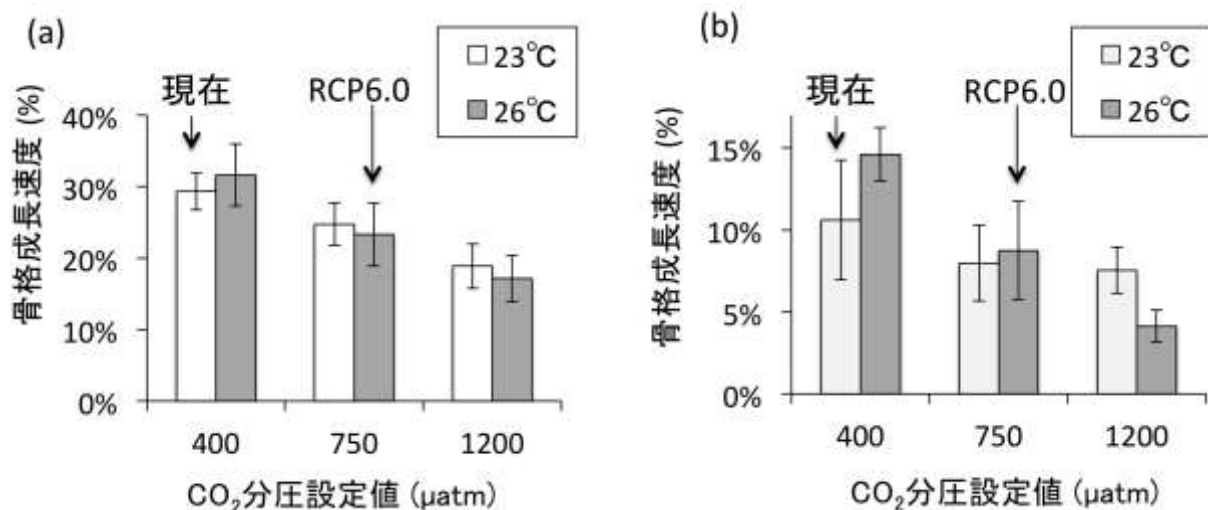 (a)
23℃
26℃
現在
RCP6.0
骨格成長速度 (%)
40%
30%
20%
10%
0%
400
750
1200
CO₂分圧設定値 (μatm)
(b)
23℃
26℃
現在
RCP6.0
骨格成長速度 (%)
15%
10%
5%
0%
400
750
1200
CO₂分圧設定値 (μatm)